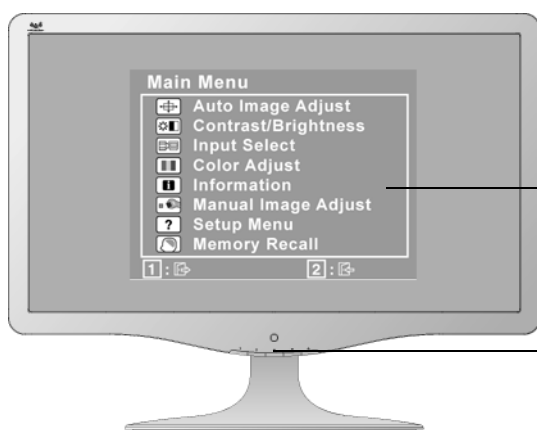 Main Menu
Auto Image Adjust
Contrast/Brightness
Input Select
Color Adjust
Information
Manual Image Adjust
? Setup Menu
Memory Recall
1 : 2 :